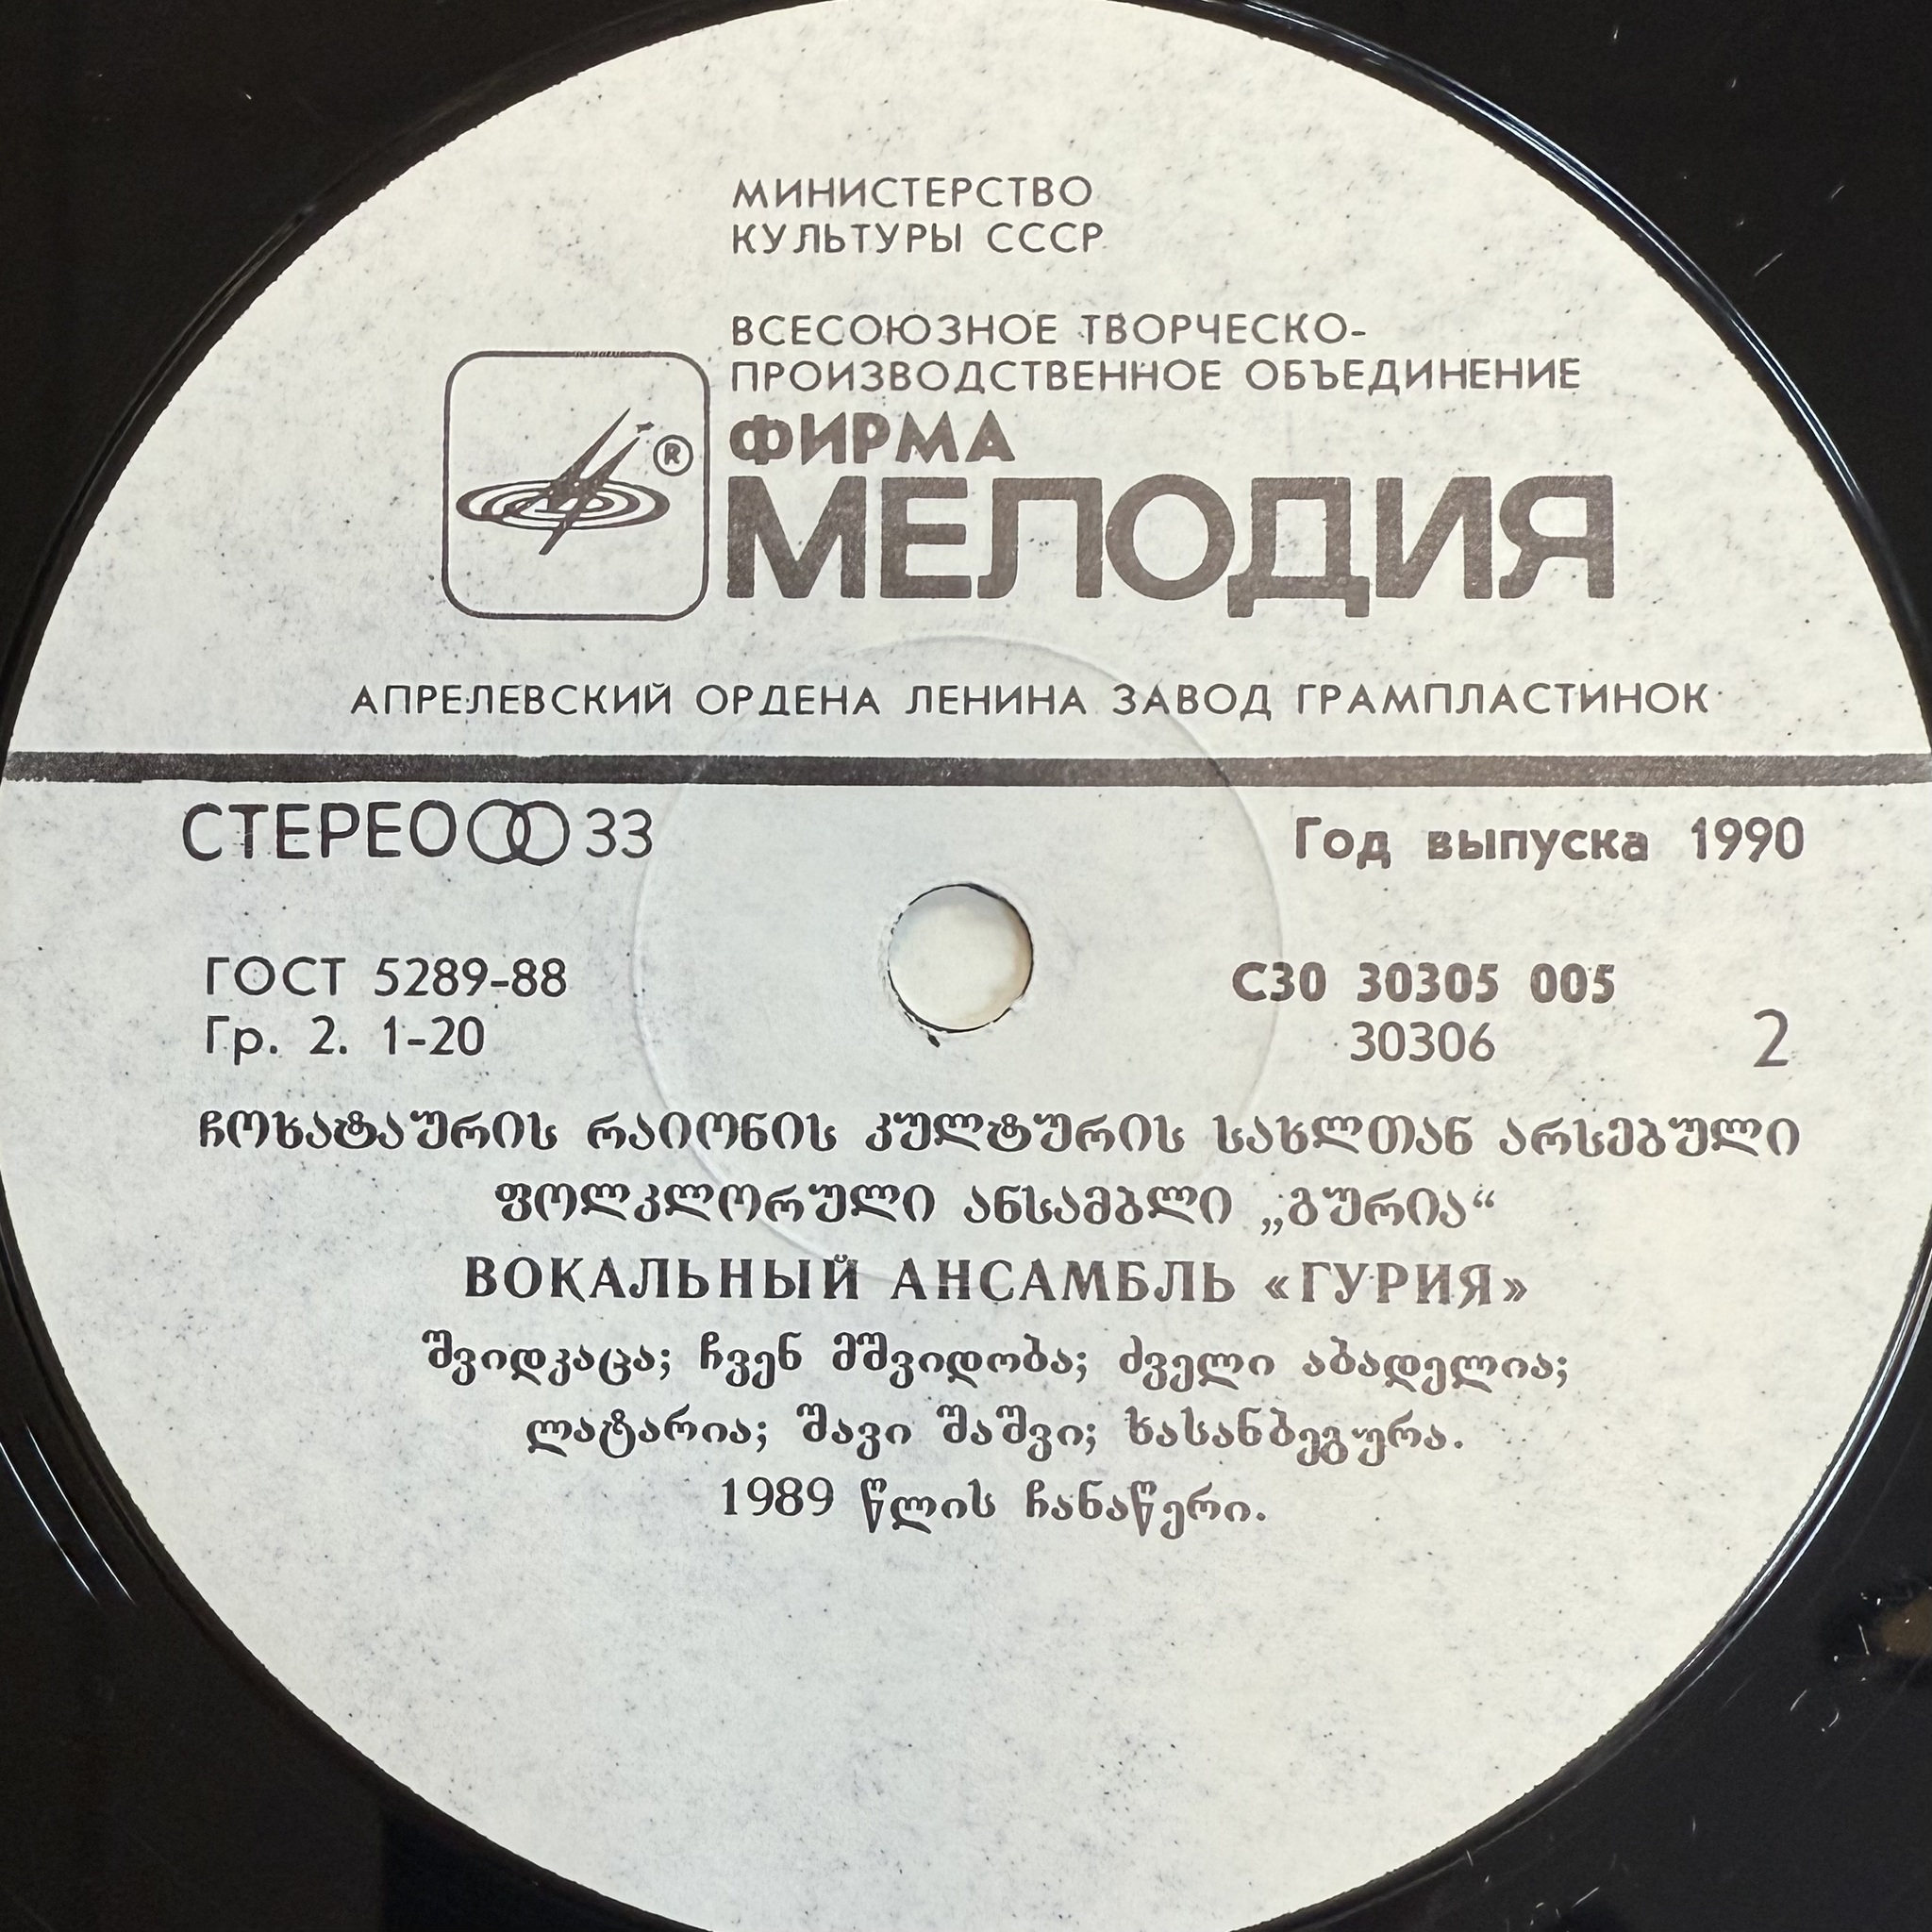 МИНИСТЕРСТВО
КУЛЬТУРЫ СССР
ВСЕСОЮЗНОЕ ТВОРЧЕСКО-
ПРОИЗВОДСТВЕННОЕ ОБЪЕДИНЕНИЕ
®
ФИРМА
МЕЛОДИЯ
АПРЕЛЕВСКИЙ ОРДЕНА ЛЕНИНА ЗАВОД ГРАМПЛАСТИНОК
СТЕРЕО 33
Год выпуска 1990
ГОСТ 5289-88
Гр. 2. 1-20
С30 30305 005
30306
2
ჩოხატაურის რაიონის კულტურის სახლთან არსებული
ფოლკლორული ანსამბლი „გურია“
ВОКАЛЬНЫЙ АНСАМБЛЬ «ГУРИЯ»
შვიდკაცა; ჩვენ მშვიდობა; ძველი აბადელია;
ლატარია; შავი შაშვი; ხასანბეგურა.
1989 წლის ჩანაწერი.